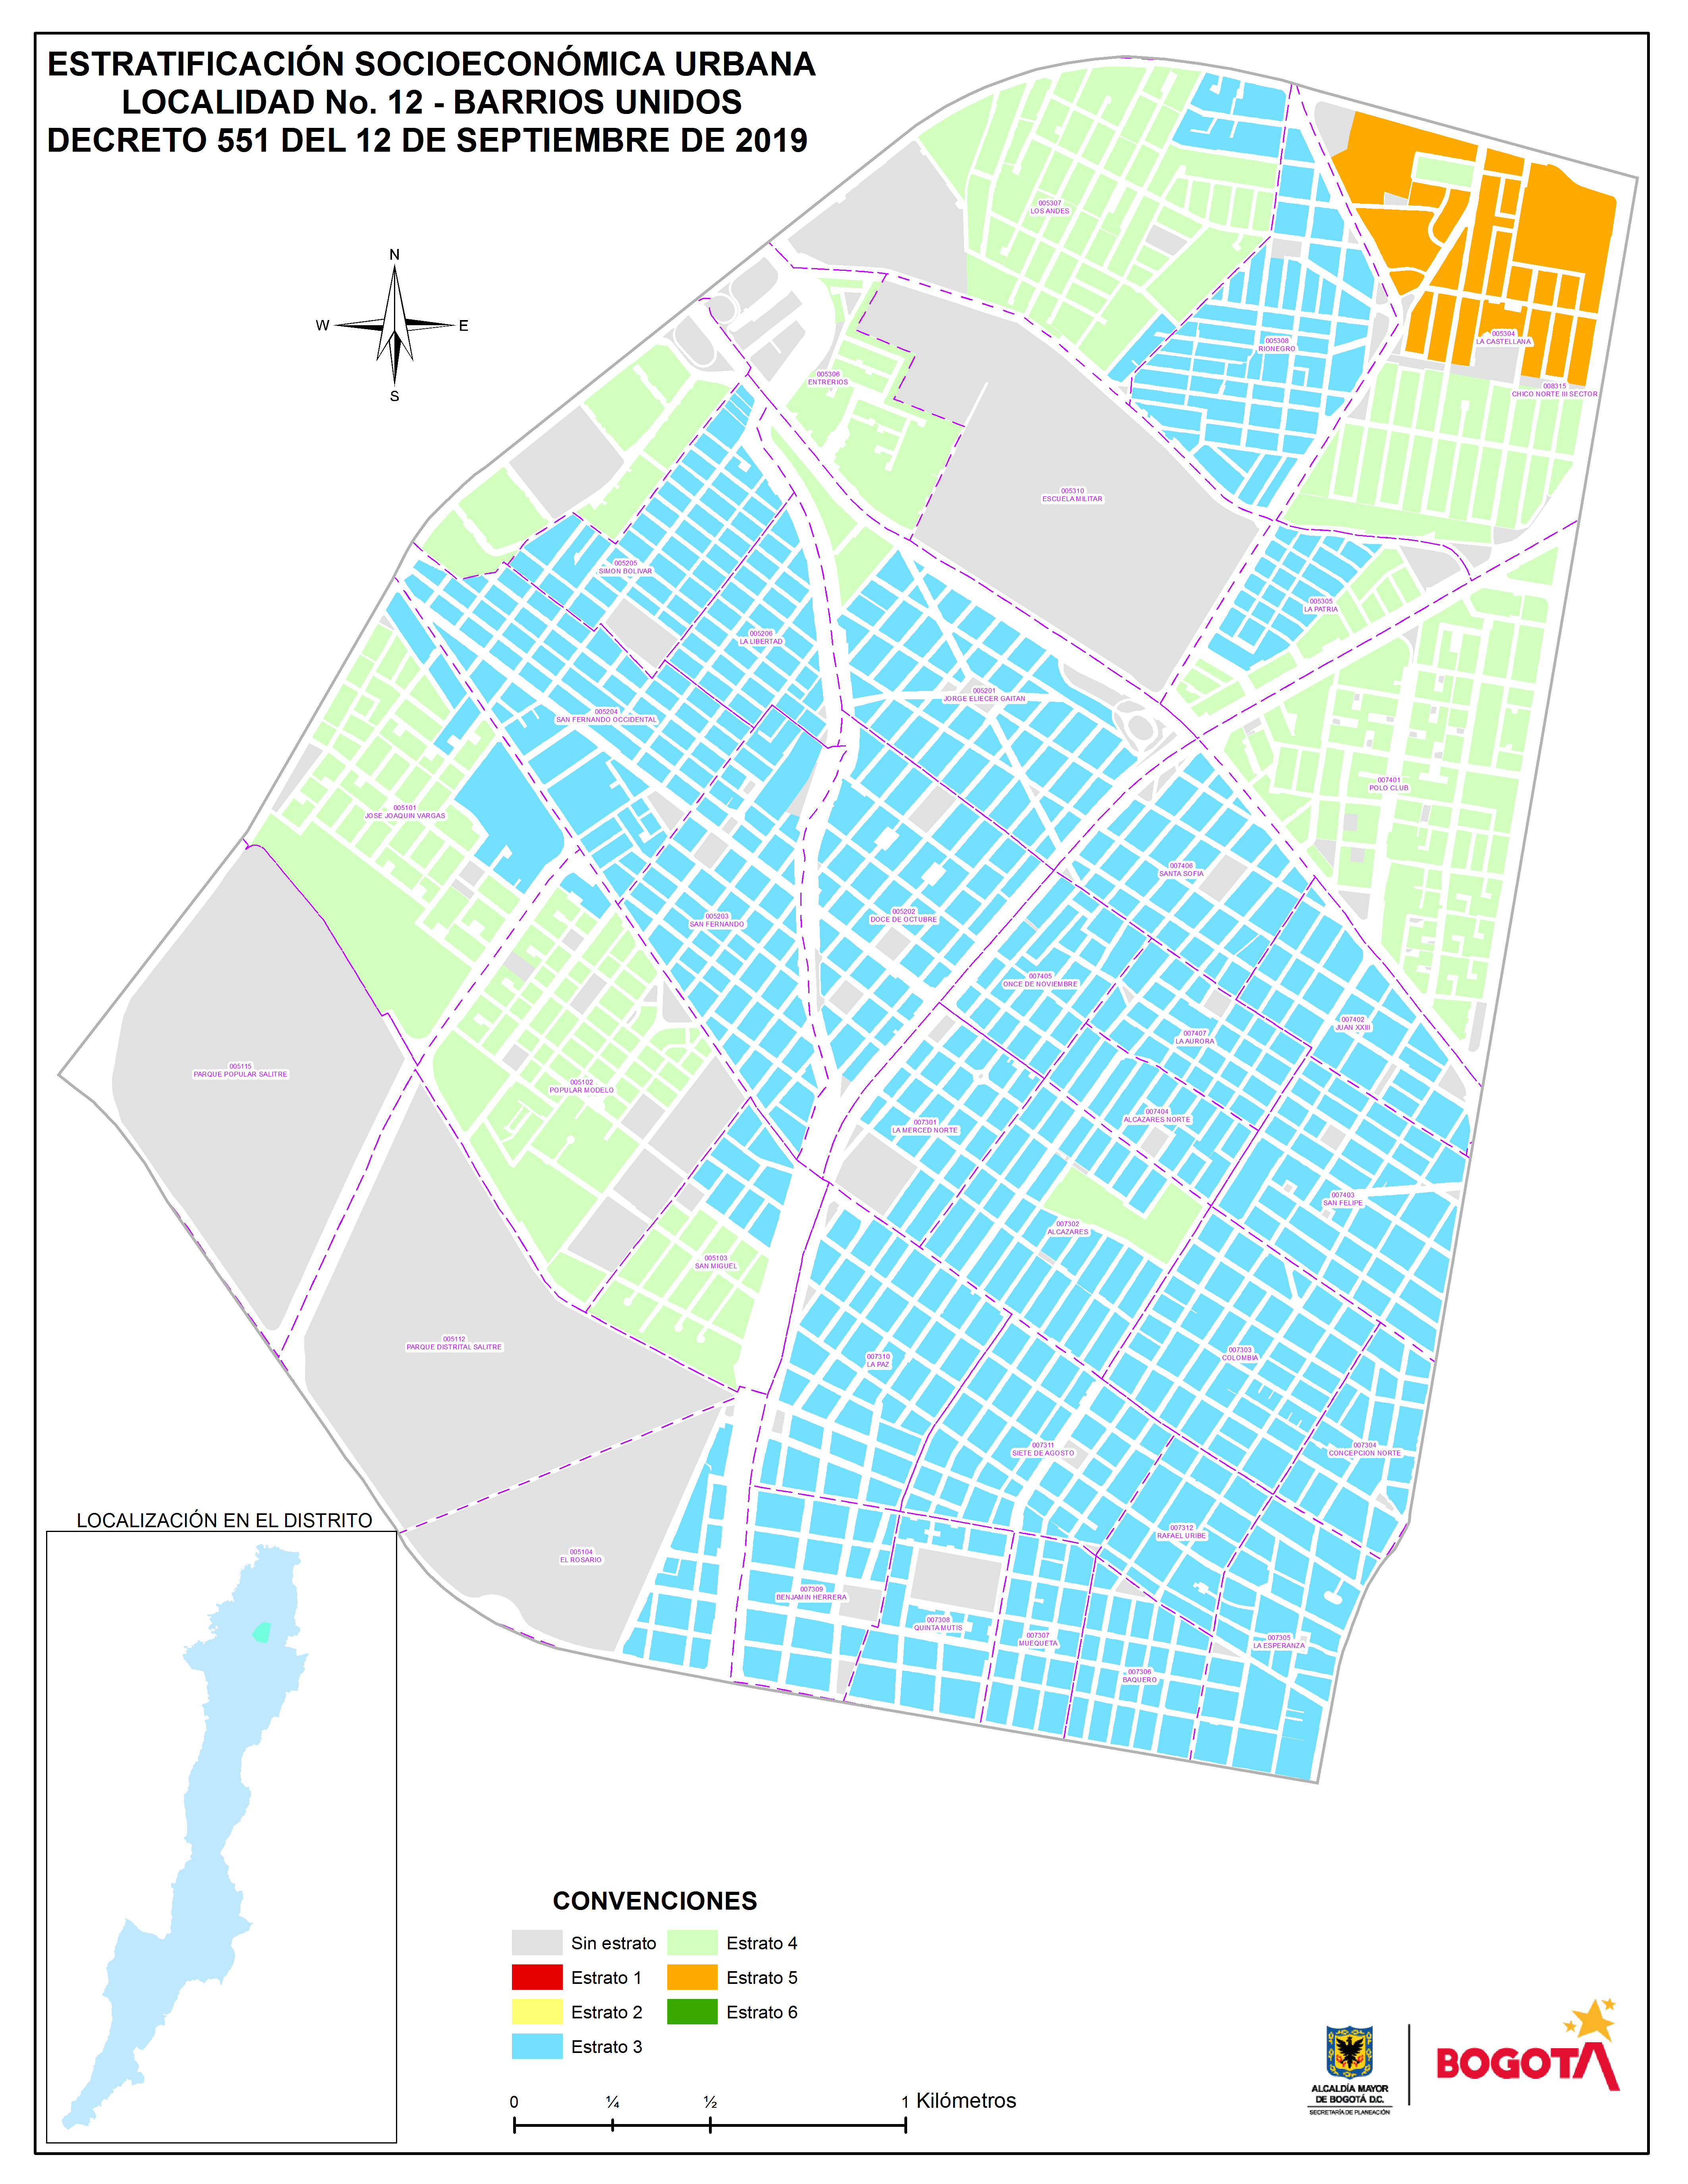 ESTRATIFICACIÓN SOCIOECONÓMICA URBANA
LOCALIDAD No. 12 - BARRIOS UNIDOS
DECRETO 551 DEL 12 DE SEPTIEMBRE DE 2019
N
W
E
S
005307
LOS ANDES
005308
RIONEGRO
005304
LA CASTELLANA
008315
CHICO NORTE III SECTOR
005306
ENTRERIOS
005310
ESCUELA MILITAR
005205
SIMON BOLIVAR
005305
LA PATRIA
005206
LA LIBERTAD
005201
JORGE ELIECER GAITAN
005204
SAN FERNANDO OCCIDENTAL
007401
POLO CLUB
005101
JOSE JOAQUIN VARGAS
007406
SANTA SOFIA
005203
SAN FERNANDO
005202
DOCE DE OCTUBRE
007405
ONCE DE NOVIEMBRE
007402
JUAN XXIII
007407
LA AURORA
005115
PARQUE POPULAR SALITRE
005102
POPULAR MODELO
007404
ALCAZARES NORTE
007301
LA MERCED NORTE
007403
SAN FELIPE
007302
ALCAZARES
005103
SAN MIGUEL
005112
PARQUE DISTRITAL SALITRE
007310
LA PAZ
007303
COLOMBIA
007311
SIETE DE AGOSTO
007304
CONCEPCION NORTE
007312
RAFAEL URIBE
005104
EL ROSARIO
007309
BENJAMIN HERRERA
007308
QUINTA MUTIS
007307
MUEQUETA
007305
LA ESPERANZA
007306
BAQUERO
LOCALIZACIÓN EN EL DISTRITO
CONVENCIONES
Sin estrato
Estrato 1
Estrato 2
Estrato 3
Estrato 4
Estrato 5
Estrato 6
0 ¼ ½ 1 Kilómetros
ALCALDÍA MAYOR
DE BOGOTÁ D.C.
SECRETARÍA DE PLANEACIÓN
BOGOTÁ